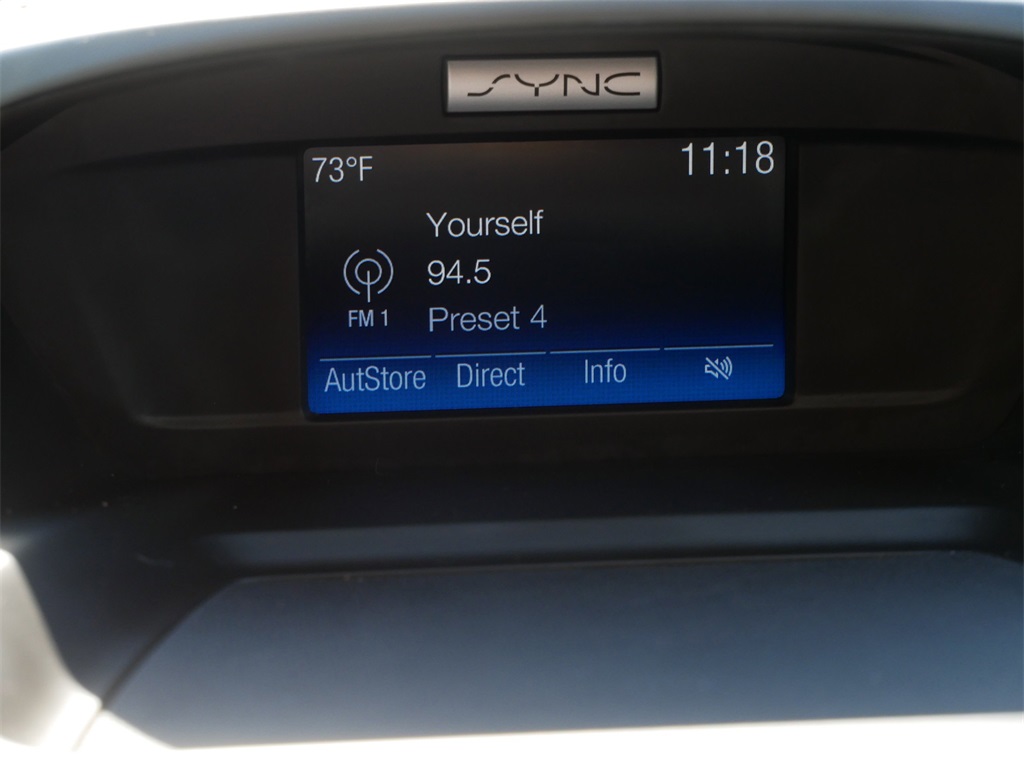 SYNC
73°F 11:18
Yourself
94.5
FM 1 Preset 4
AutStore Direct Info